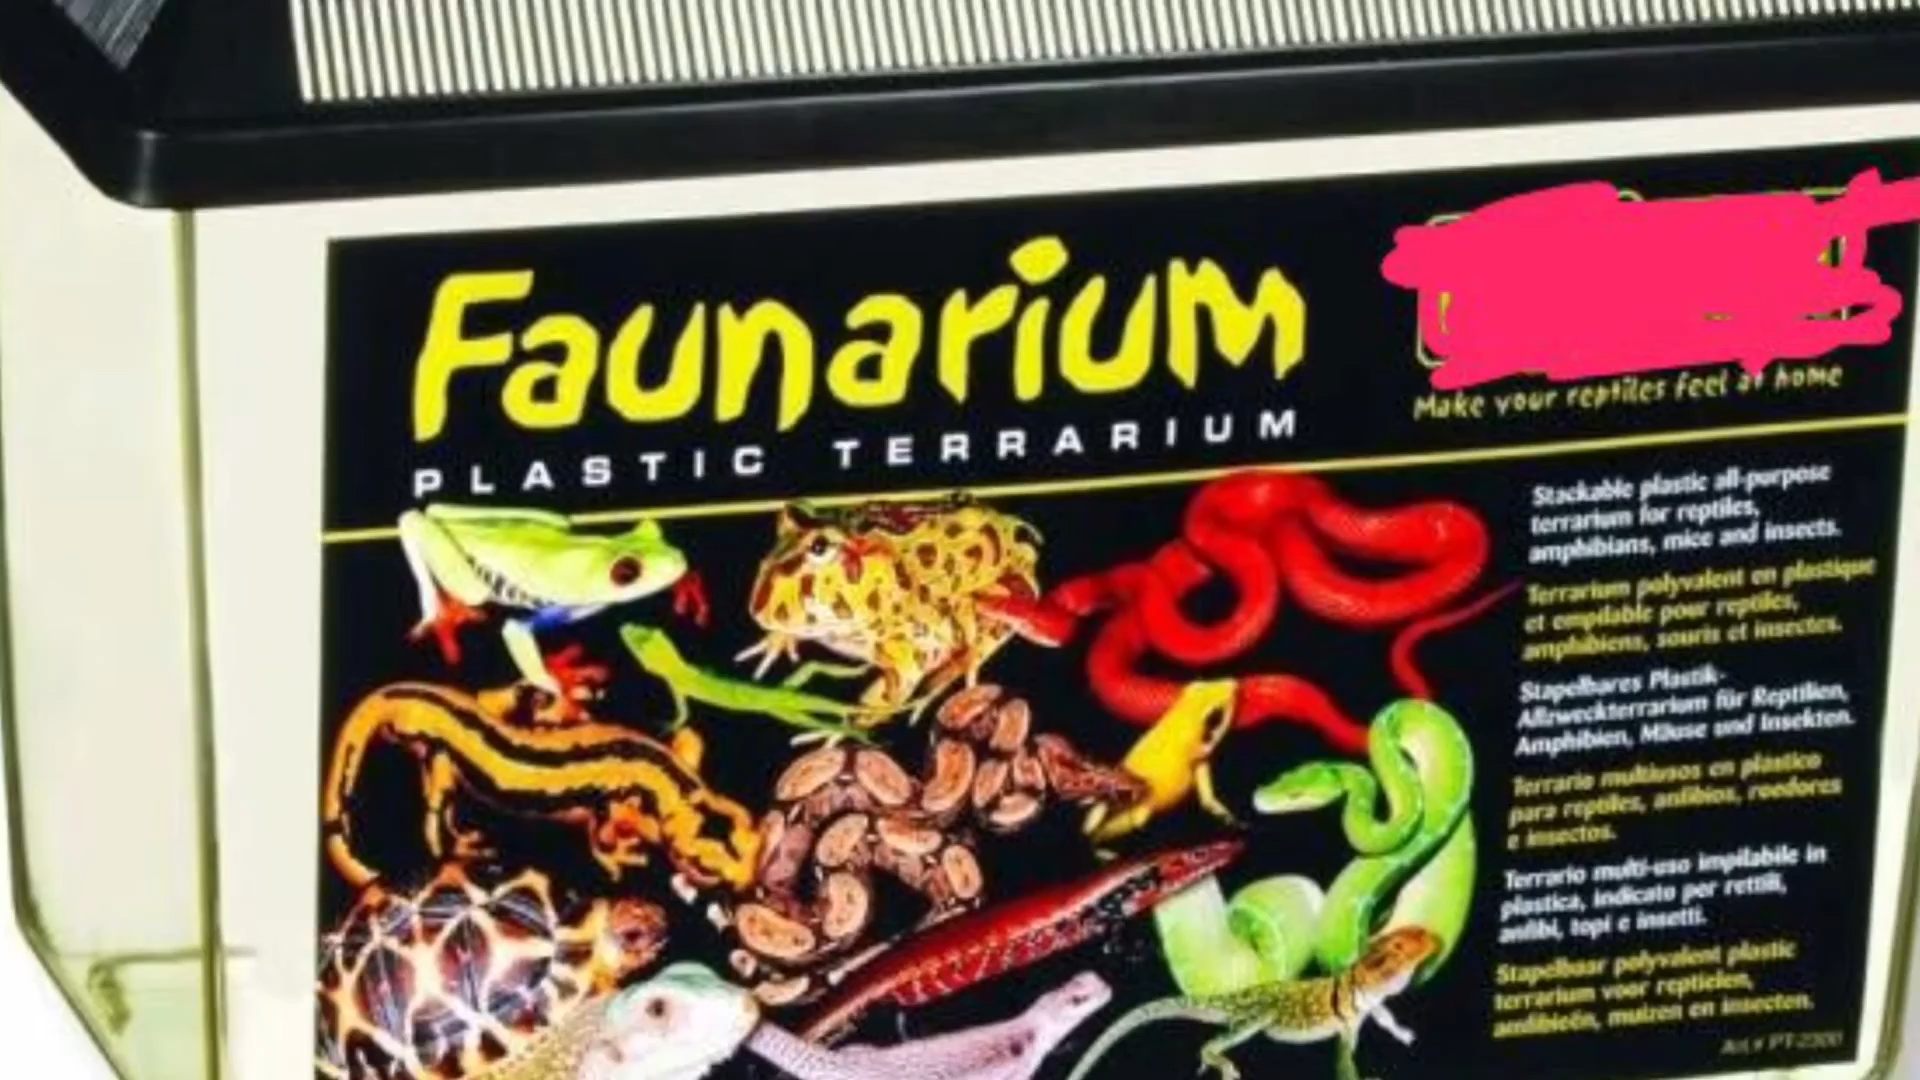 Faunarium
PLASTIC TERRARIUM
Make your reptiles feel at home
Stackable plastic all-purpose
terrarium for reptiles,
amphibians, mice and insects.
Terrarium polyvalent en plastique
et empilable pour reptiles,
amphibiens, souris et insectes.
Stapelbares Plastik-
Allzweckterrarium für Reptilien,
Amphibien, Mäuse und Insekten.
Terrario multiusos en plástico
para reptiles, anfibios, roedores
e insectos.
Terrario multi-uso impilabile in
plastica, indicato per rettili,
anfibi, topi e insetti.
Stapelbaar polyvalent plastic
terrarium voor reptielen,
amfibieën, muizen en insecten.
Art.# PT-2300